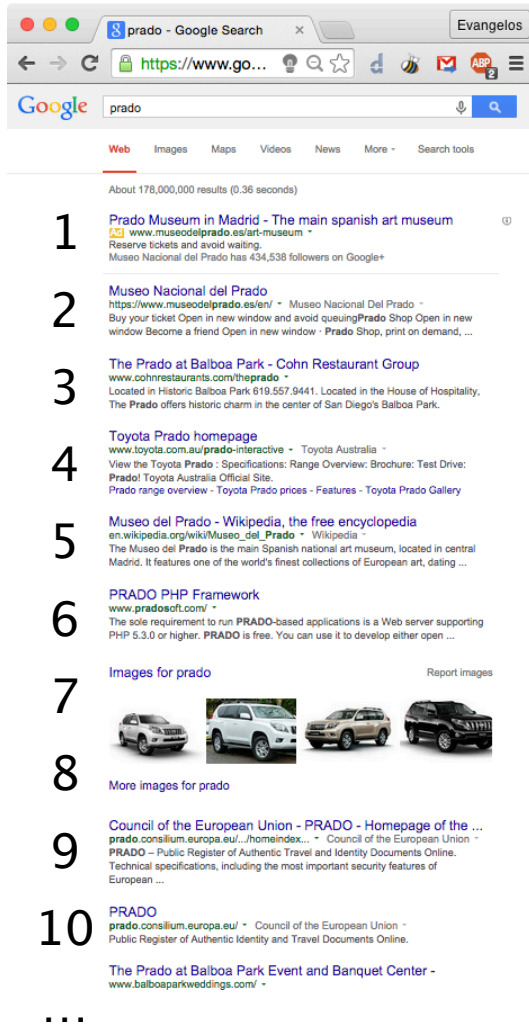 prado - Google Search
Evangelos
https://www.go...
ABP
2
Google
prado
Web Images Maps Videos News More Search tools
About 178,000,000 results (0.36 seconds)
1
Prado Museum in Madrid - The main spanish art museum
Ad www.museodelprado.es/art-museum
Reserve tickets and avoid waiting.
Museo Nacional del Prado has 434,538 followers on Google+
2
Museo Nacional del Prado
https://www.museodelprado.es/en/ Museo Nacional Del Prado
Buy your ticket Open in new window and avoid queuingPrado Shop Open in new
window Become a friend Open in new window · Prado Shop, print on demand, ...
3
The Prado at Balboa Park - Cohn Restaurant Group
www.cohnrestaurants.com/theprado
Located in Historic Balboa Park 619.557.9441. Located in the House of Hospitality,
The Prado offers historic charm in the center of San Diego's Balboa Park.
4
Toyota Prado homepage
www.toyota.com.au/prado-interactive Toyota Australia
View the Toyota Prado : Specifications: Range Overview: Brochure: Test Drive:
Prado! Toyota Australia Official Site.
Prado range overview - Toyota Prado prices - Features - Toyota Prado Gallery
5
Museo del Prado - Wikipedia, the free encyclopedia
en.wikipedia.org/wiki/Museo_del_Prado Wikipedia
The Museo del Prado is the main Spanish national art museum, located in central
Madrid. It features one of the world's finest collections of European art, dating ...
6
PRADO PHP Framework
www.pradosoft.com/
The sole requirement to run PRADO-based applications is a Web server supporting
PHP 5.3.0 or higher. PRADO is free. You can use it to develop either open ...
7
Images for prado Report images
8
More images for prado
9
Council of the European Union - PRADO - Homepage of the ...
prado.consilium.europa.eu/.../homeindex... Council of the European Union
PRADO – Public Register of Authentic Travel and Identity Documents Online.
Technical specifications, including the most important security features of
European ...
10
PRADO
prado.consilium.europa.eu/ Council of the European Union
Public Register of Authentic Identity and Travel Documents Online.
The Prado at Balboa Park Event and Banquet Center -
www.balboaparkweddings.com/
...